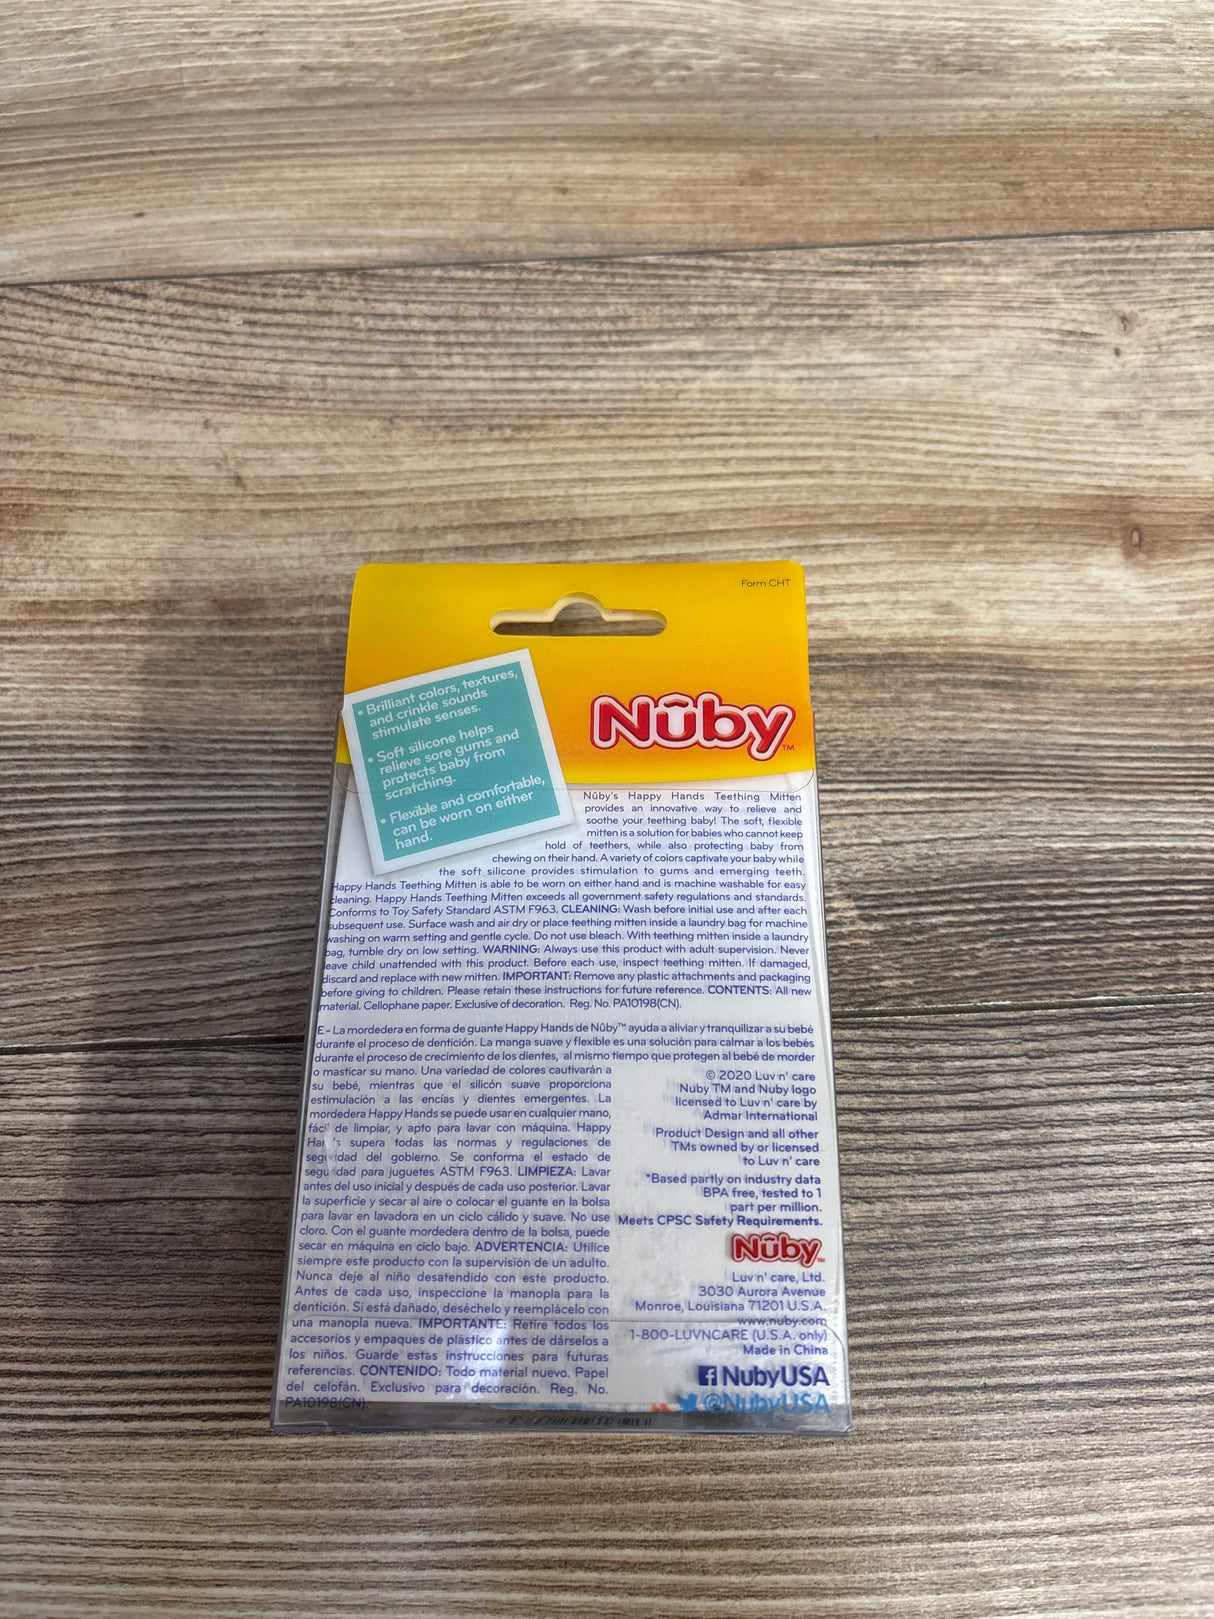 Form CHT
• Brilliant colors, textures,
and crinkle sounds
stimulate senses.
• Soft silicone helps
relieve sore gums and
protects baby from
scratching.
• Flexible and comfortable,
can be worn on either
hand.
Nûby™
Nûby's Happy Hands Teething Mitten
provides an innovative way to relieve and
soothe your teething baby! The soft, flexible
mitten is a solution for babies who cannot keep
hold of teethers, while also protecting baby from
chewing on their hand. A variety of colors captivate your baby while
the soft silicone provides stimulation to gums and emerging teeth.
Happy Hands Teething Mitten is able to be worn on either hand and is machine washable for easy
cleaning. Happy Hands Teething Mitten exceeds all government safety regulations and standards.
Conforms to Toy Safety Standard ASTM F963. CLEANING: Wash before initial use and after each
subsequent use. Surface wash and air dry or place teething mitten inside a laundry bag for machine
washing on warm setting and gentle cycle. Do not use bleach. With teething mitten inside a laundry
bag, tumble dry on low setting. WARNING: Always use this product with adult supervision. Never
leave child unattended with this product. Before each use, inspect teething mitten. If damaged,
discard and replace with new mitten. IMPORTANT: Remove any plastic attachments and packaging
before giving to children. Please retain these instructions for future reference. CONTENTS: All new
material. Cellophane paper. Exclusive of decoration. Reg. No. PA10198(CN).
E - La mordedera en forma de guante Happy Hands de Nûby™ ayuda a aliviar y tranquilizar a su bebé
durante el proceso de dentición. La manga suave y flexible es una solución para calmar a los bebés
durante el proceso de crecimiento de los dientes, al mismo tiempo que protegen al bebé de morder
o masticar su mano. Una variedad de colores cautivarán a
su bebé, mientras que el silicón suave proporciona
estimulación a las encías y dientes emergentes. La
mordedera Happy Hands se puede usar en cualquier mano,
fácil de limpiar, y apto para lavar con máquina. Happy
Hands supera todas las normas y regulaciones de
seguridad del gobierno. Se conforma el estado de
seguridad para juguetes ASTM F963. LIMPIEZA: Lavar
antes del uso inicial y después de cada uso posterior. Lavar
la superficie y secar al aire o colocar el guante en la bolsa
para lavar en lavadora en un ciclo cálido y suave. No use
cloro. Con el guante mordedera dentro de la bolsa, puede
secar en máquina en ciclo bajo. ADVERTENCIA: Utilice
siempre este producto con la supervisión de un adulto.
Nunca deje al niño desatendido con este producto.
Antes de cada uso, inspeccione la manopla para la
dentición. Si está dañado, deséchelo y reemplácelo con
una manopla nueva. IMPORTANTE: Retire todos los
accesorios y empaques de plástico antes de dárselos a
los niños. Guarde estas instrucciones para futuras
referencias. CONTENIDO: Todo material nuevo. Papel
del celofán. Exclusivo para decoración. Reg. No.
PA10198(CN).
© 2020 Luv n' care
Nuby TM and Nuby logo
licensed to Luv n' care by
Admar International
Product Design and all other
TMs owned by or licensed
to Luv n' care
*Based partly on industry data
BPA free, tested to 1
part per million.
Meets CPSC Safety Requirements.
Nûby™
Luv n' care, Ltd.
3030 Aurora Avenue
Monroe, Louisiana 71201 U.S.A.
www.nuby.com
1-800-LUVNCARE (U.S.A. only)
Made in China
NubyUSA
@NubyUSA